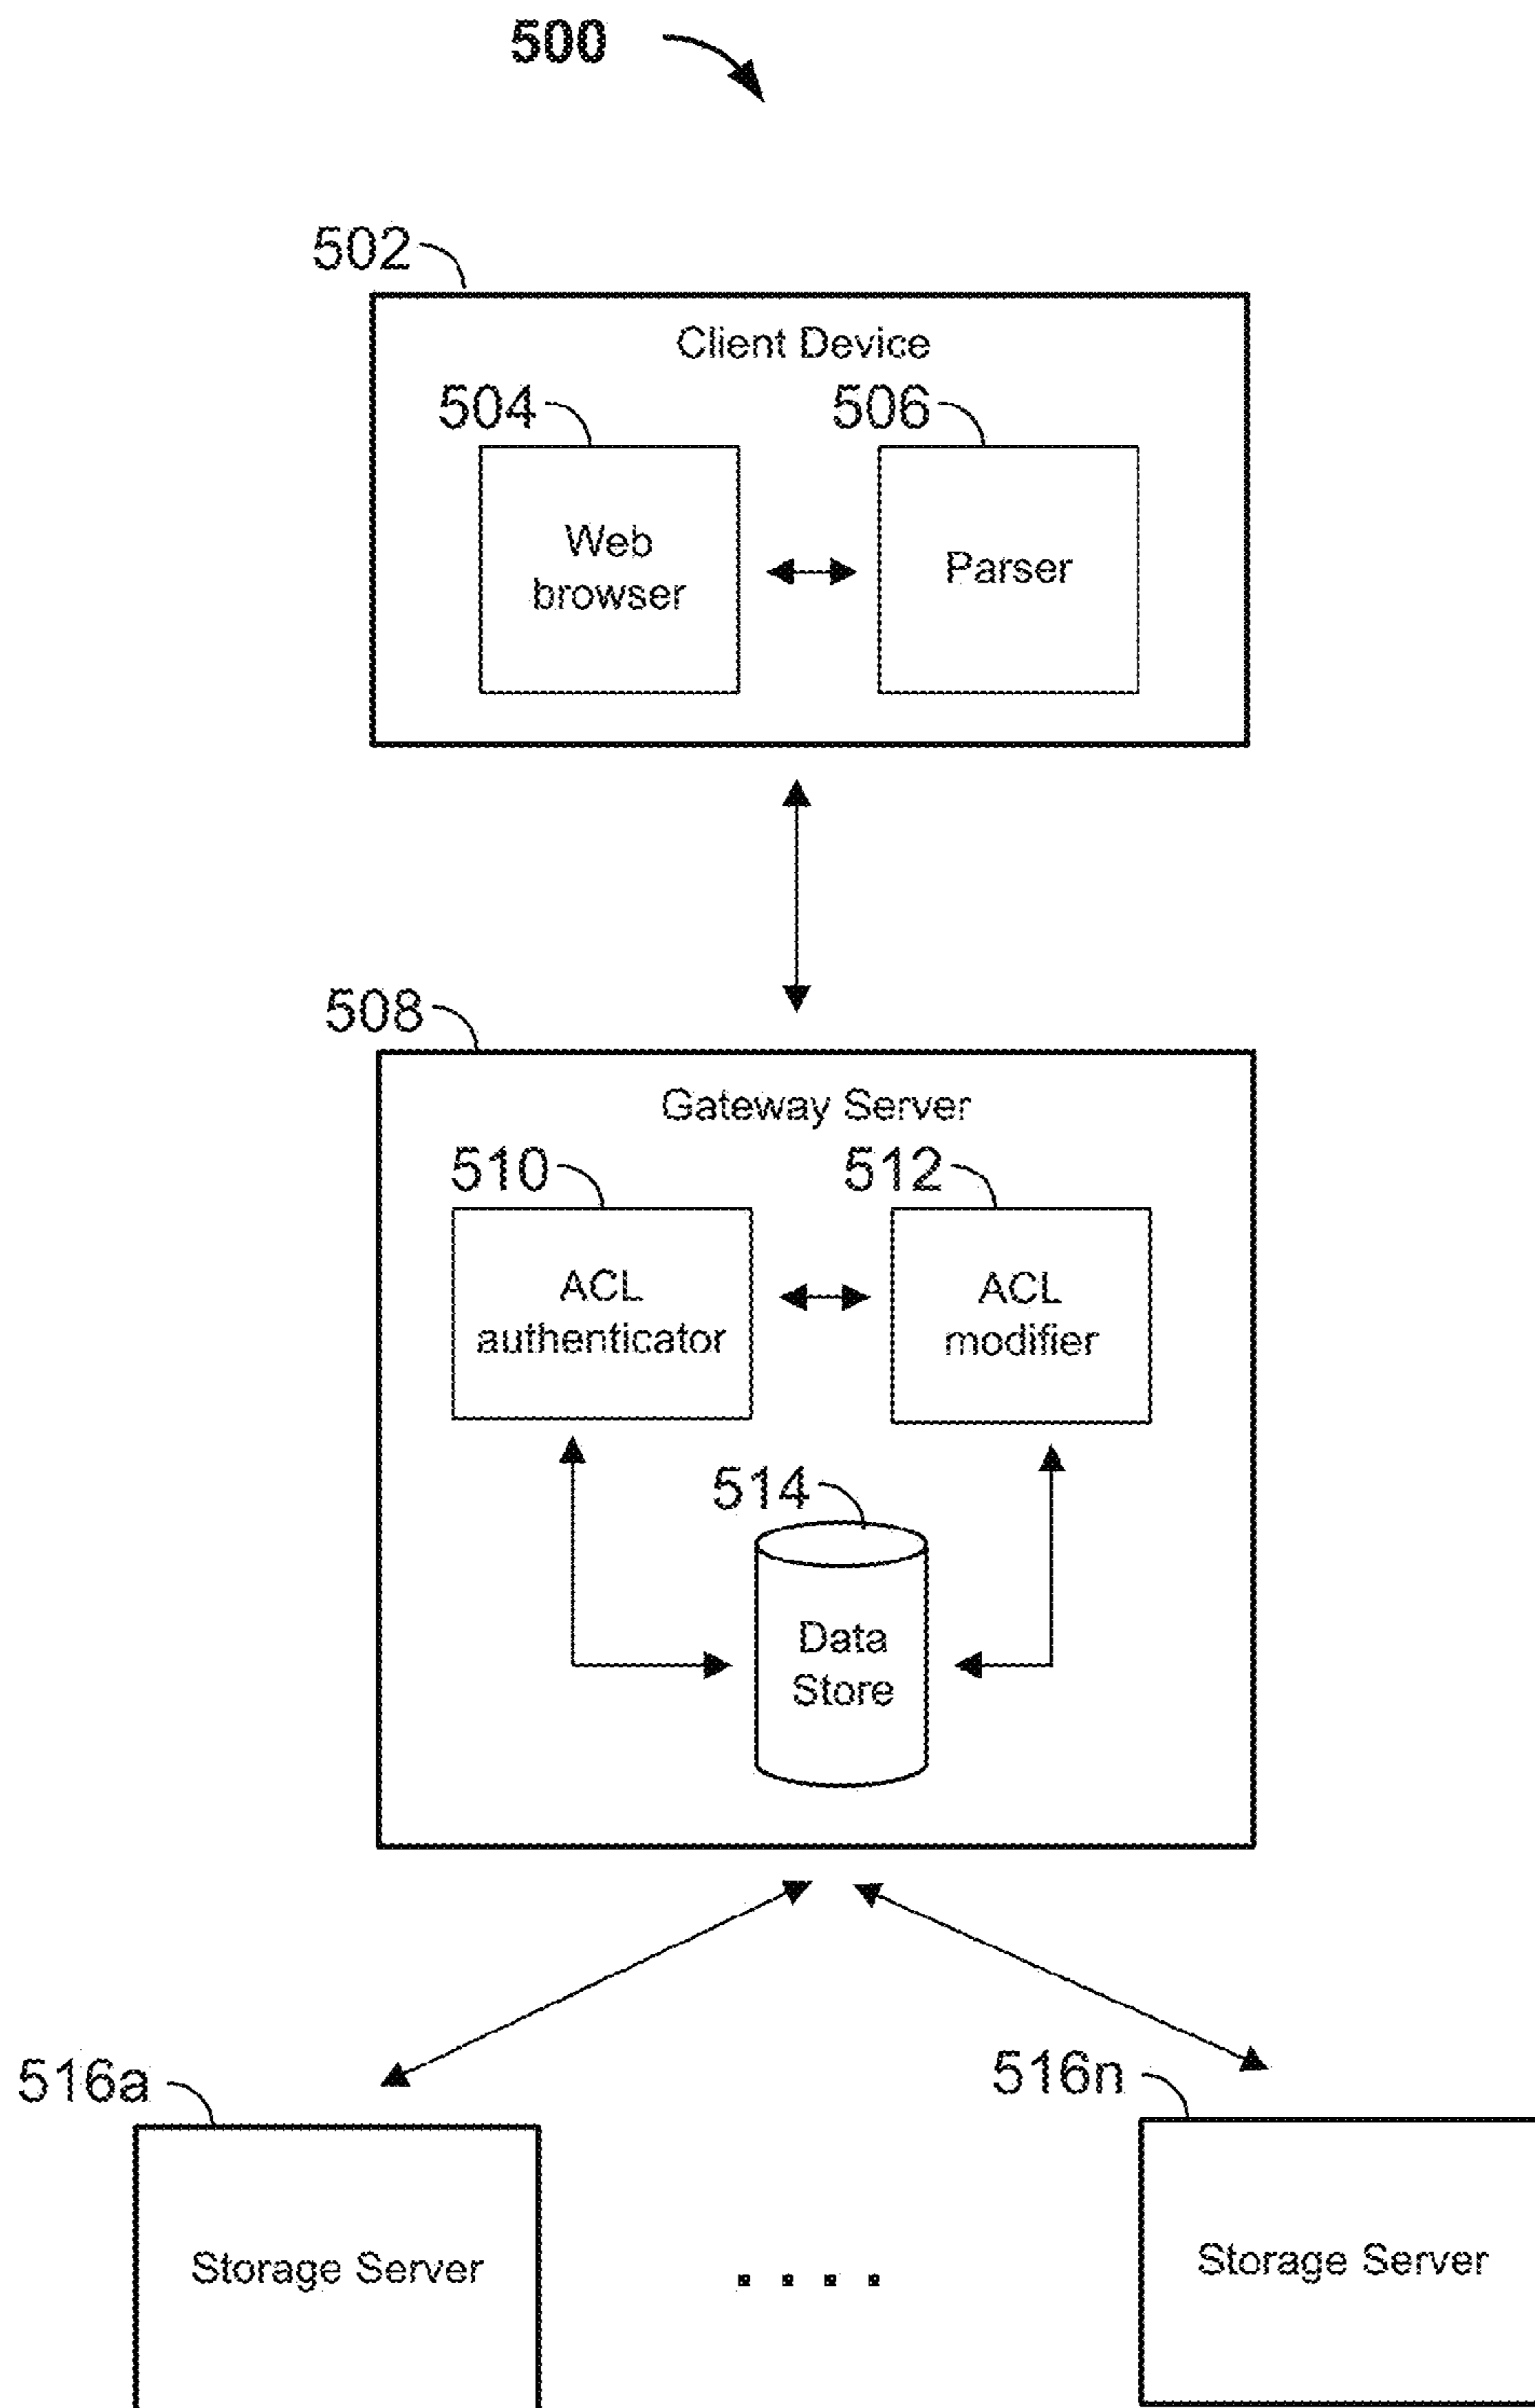 500
502
Client Device
504
506
Web
browser
Parser
508
Gateway Server
510
512
ACL
authenticator
ACL
modifier
514
Data
Store
516a
516n
Storage Server
. . . .
Storage Server